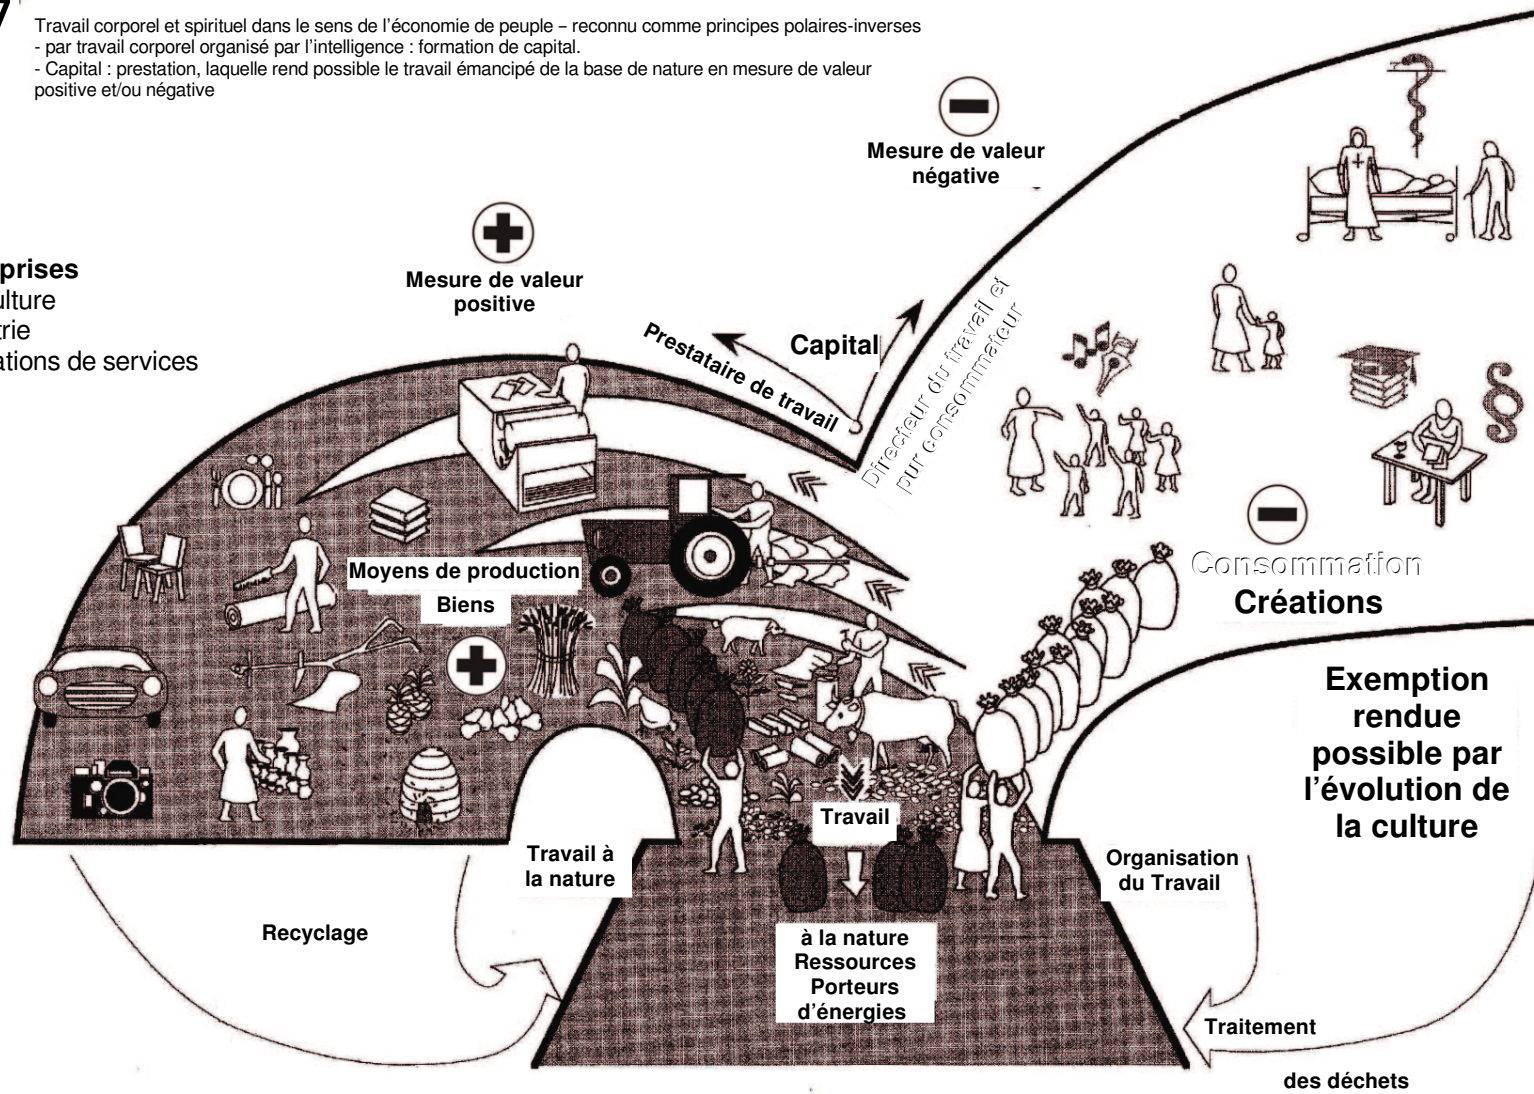 7
Travail corporel et spirituel dans le sens de l'économie de peuple – reconnu comme principes polaires-inverses
- par travail corporel organisé par l'intelligence : formation de capital.
- Capital : prestation, laquelle rend possible le travail émancipé de la base de nature en mesure de valeur
positive et/ou négative
Mesure de valeur
négative
Mesure de valeur
positive
prises
ulture
trie
ations de services
Prestataire de travail
Capital
Directeur du travail et
pur consommateur
§
Moyens de production
Biens
Consommation
Créations
Exemption
rendue
possible par
l'évolution de
la culture
Travail
Travail à
la nature
Organisation
du Travail
Recyclage
à la nature
Ressources
Porteurs
d'énergies
Traitement
des déchets